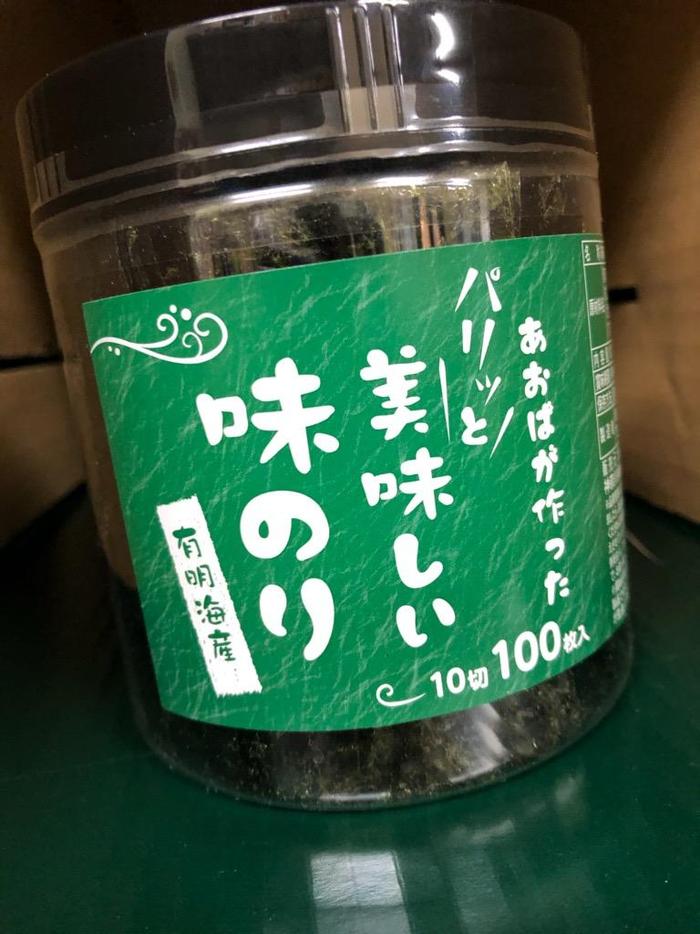 あおばが作った
パリッと
美味しい
味のり
有明海産
10切100枚入